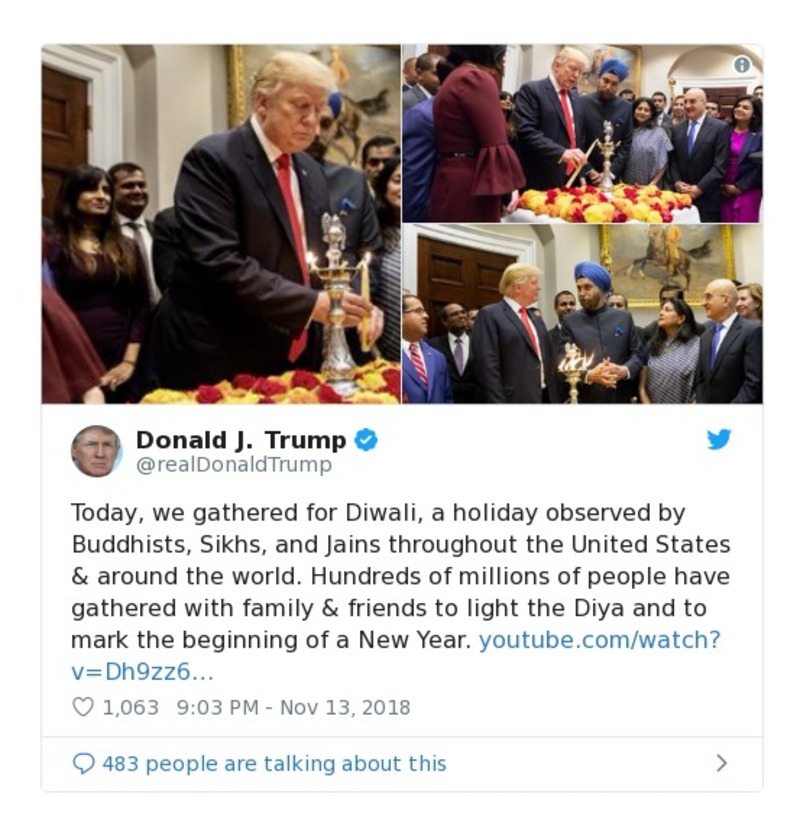 Donald J. Trump
@realDonaldTrump
Today, we gathered for Diwali, a holiday observed by
Buddhists, Sikhs, and Jains throughout the United States
& around the world. Hundreds of millions of people have
gathered with family & friends to light the Diya and to
mark the beginning of a New Year. youtube.com/watch?
v=Dh9zz6…
1,063 9:03 PM - Nov 13, 2018
483 people are talking about this